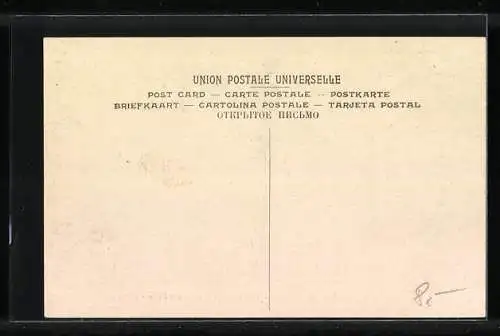 UNION POSTALE UNIVERSELLE
POST CARD — CARTE POSTALE — POSTKARTE
BRIEFKAART — CARTOLINA POSTALE — TARJETA POSTAL
ОТКРЫТОЕ ПИСЬМО